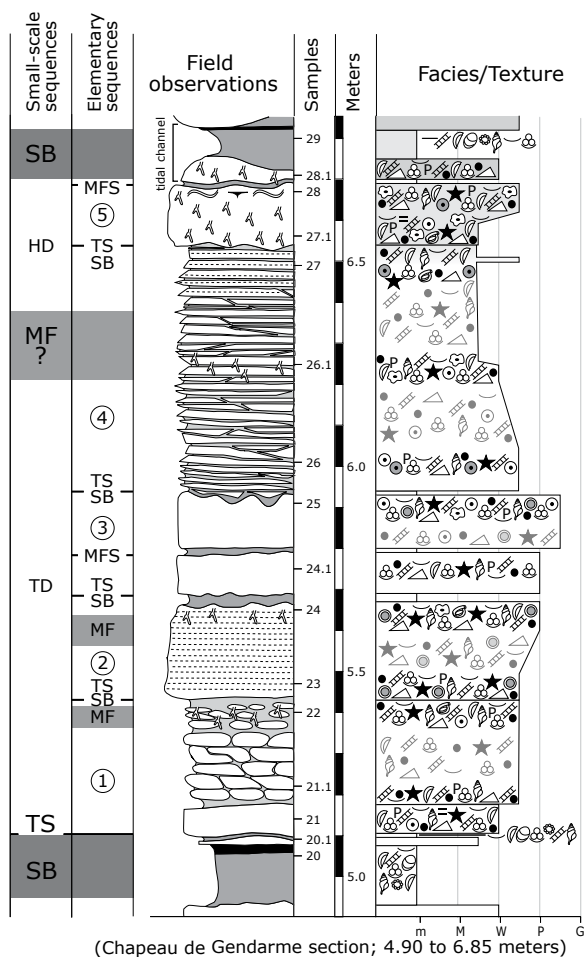 Small-scale
sequences
Elementary
sequences
Field
observations
Samples
Meters
Facies/Texture
tidal channel
SB
MFS
5
HD
TS
SB
MF
?
4
TS
SB
3
MFS
TD
TS
SB
MF
2
TS
SB
MF
1
TS
SB
29
28.1
28
27.1
27
26.1
26
25
24.1
24
23
22
21.1
21
20.1
20
6.5
6.0
5.5
5.0
P
P
P =
P
P
P
P
P
P
P
P
P
P =
m M W P G
(Chapeau de Gendarme section; 4.90 to 6.85 meters)